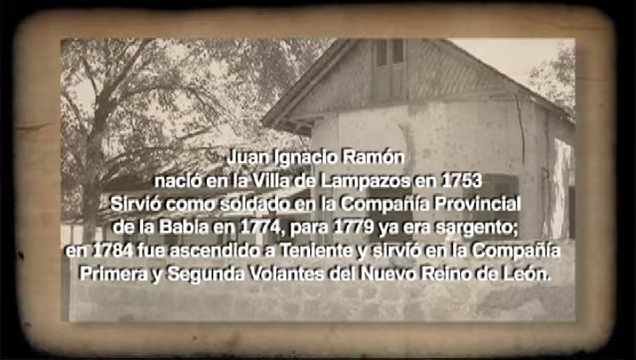 Juan Ignacio Ramón
nació en la Villa de Lampazos en 1753
Sirvió como soldado en la Compañía Provincial
de la Babia en 1774, para 1779 ya era sargento;
en 1784 fue ascendido a Teniente y sirvió en la Compañía
Primera y Segunda Volantes del Nuevo Reino de León.